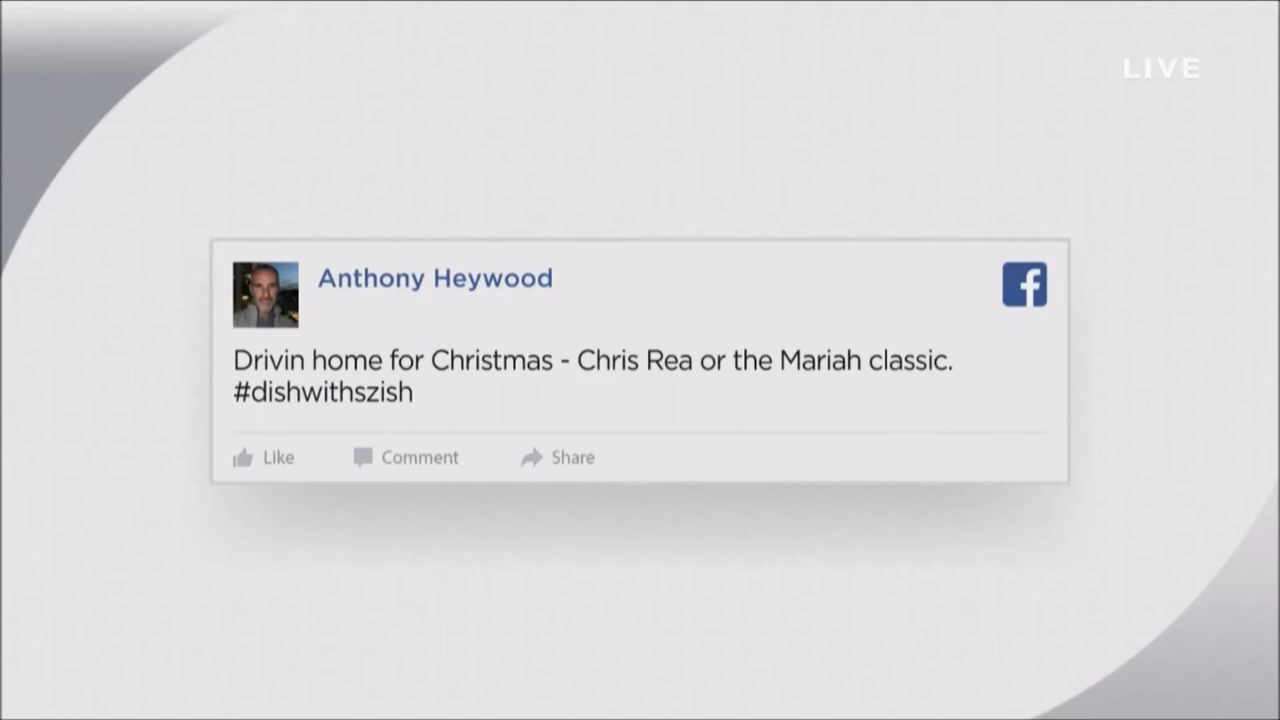 LIVE
Anthony Heywood
Drivin home for Christmas - Chris Rea or the Mariah classic.
#dishwithszish
Like Comment Share